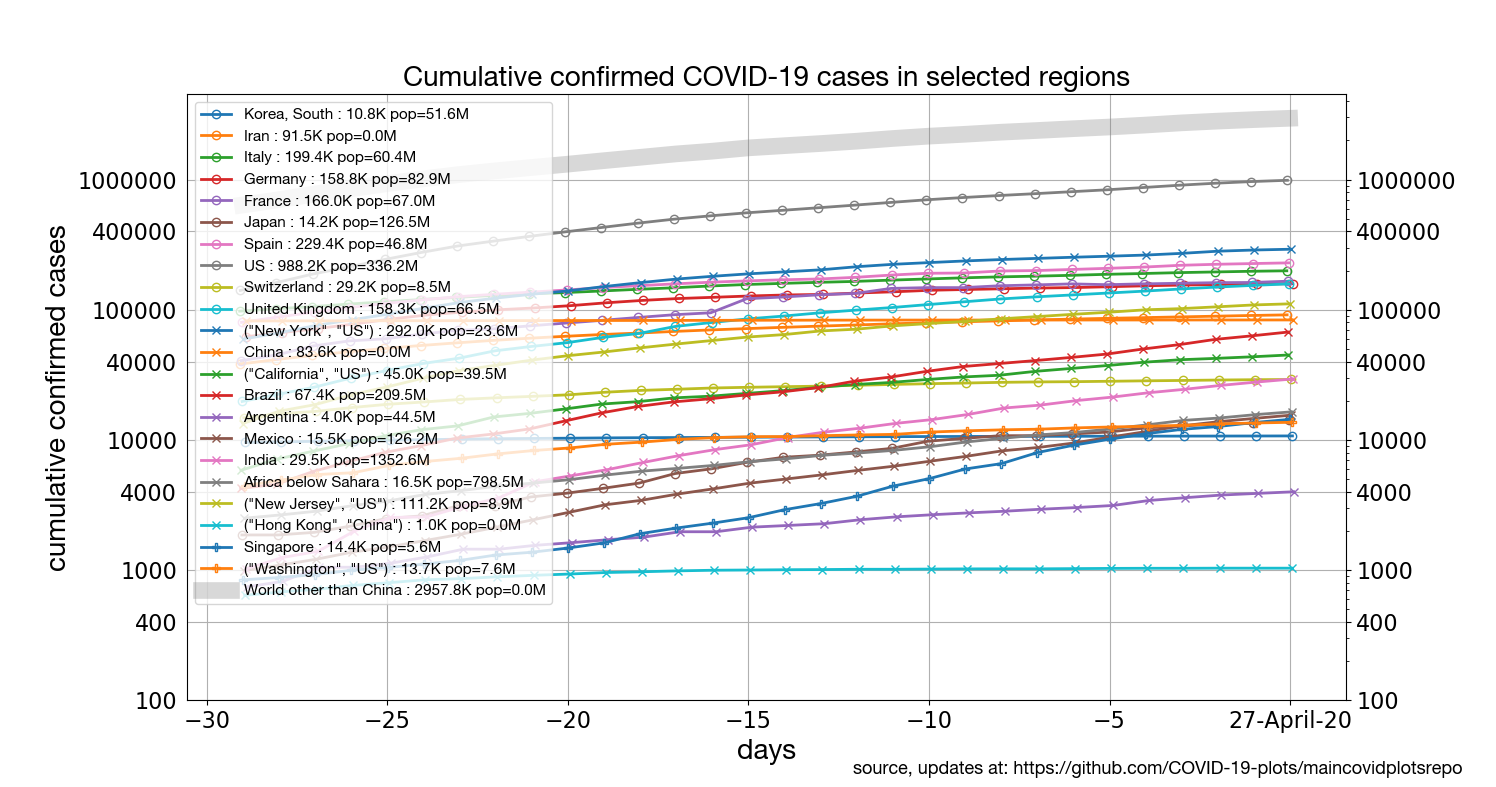 Cumulative confirmed COVID-19 cases in selected regions
Korea, South : 10.8K pop=51.6M
Iran : 91.5K pop=0.0M
Italy : 199.4K pop=60.4M
Germany : 158.8K pop=82.9M
France : 166.0K pop=67.0M
Japan : 14.2K pop=126.5M
Spain : 229.4K pop=46.8M
US : 988.2K pop=336.2M
Switzerland : 29.2K pop=8.5M
United Kingdom : 158.3K pop=66.5M
("New York", "US") : 292.0K pop=23.6M
China : 83.6K pop=0.0M
("California", "US") : 45.0K pop=39.5M
Brazil : 67.4K pop=209.5M
Argentina : 4.0K pop=44.5M
Mexico : 15.5K pop=126.2M
India : 29.5K pop=1352.6M
Africa below Sahara : 16.5K pop=798.5M
("New Jersey", "US") : 111.2K pop=8.9M
("Hong Kong", "China") : 1.0K pop=0.0M
Singapore : 14.4K pop=5.6M
("Washington", "US") : 13.7K pop=7.6M
World other than China : 2957.8K pop=0.0M
cumulative confirmed cases
1000000
400000
100000
40000
10000
4000
1000
400
100
1000000
400000
100000
40000
10000
4000
1000
400
100
−30
−25
−20
−15
−10
−5
27-April-20
days
source, updates at: https://github.com/COVID-19-plots/maincovidplotsrepo